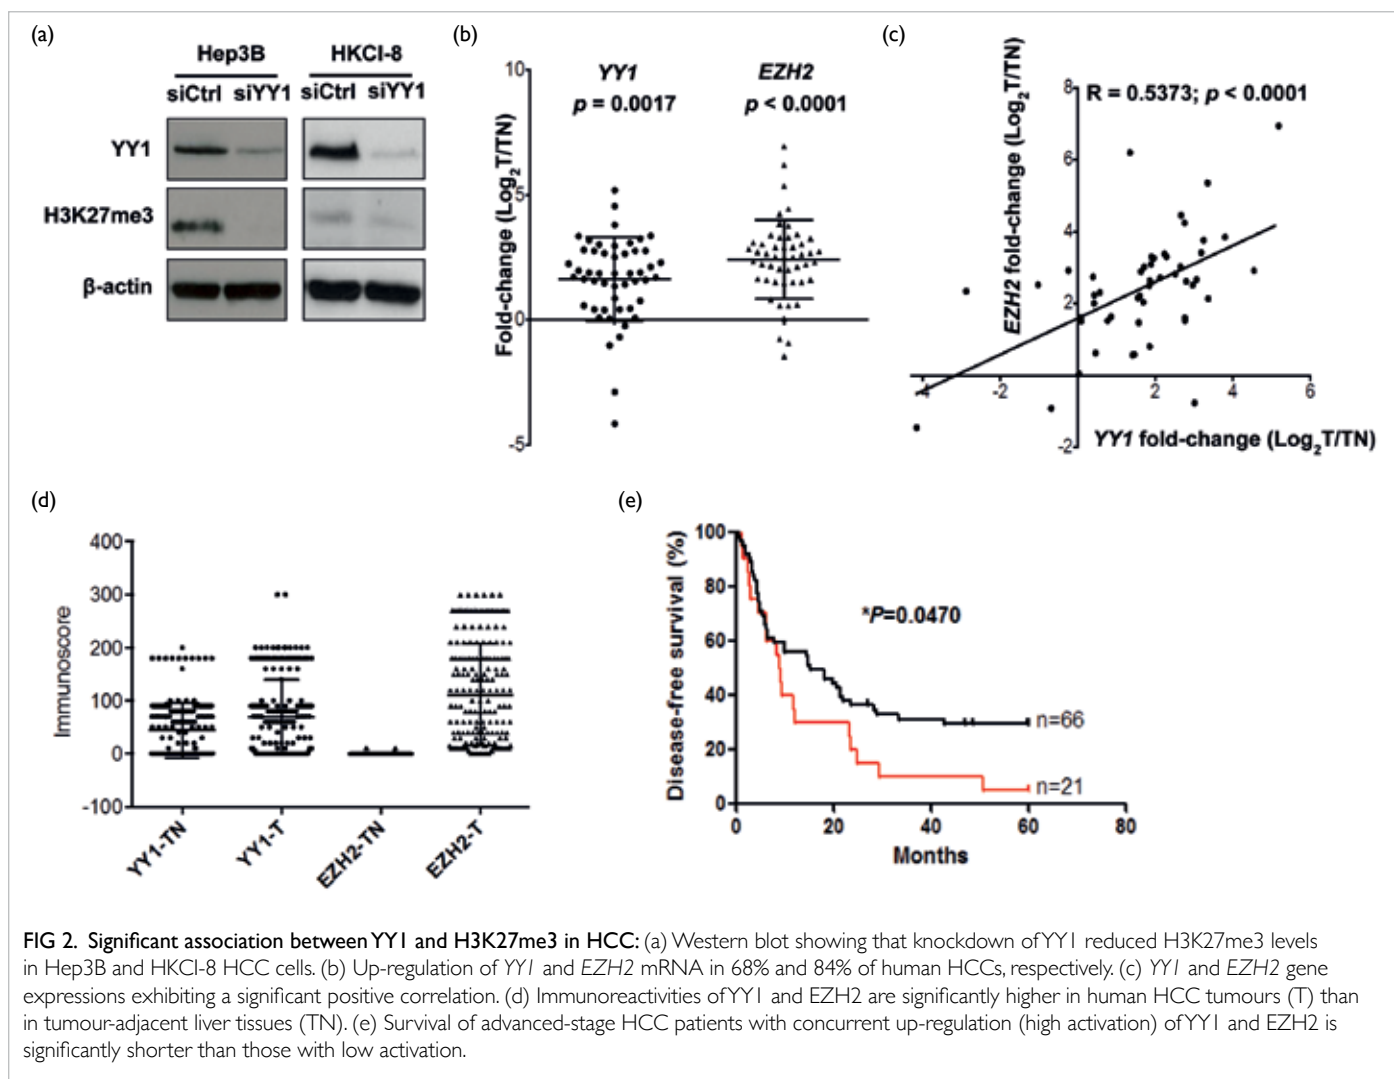 (a)
Hep3B HKCI-8
siCtrl siYY1 siCtrl siYY1
YY1
H3K27me3
β-actin
(b)
YY1 EZH2
p = 0.0017 p < 0.0001
Fold-change (Log2T/TN)
10
5
0
-5
(c)
R = 0.5373; p < 0.0001
EZH2 fold-change (Log2T/TN)
8
6
4
2
-2
-4 -2 2 4 6
YY1 fold-change (Log2T/TN)
(d)
Immunoscore
400
300
200
100
0
-100
YY1-TN YY1-T EZH2-TN EZH2-T
(e)
Disease-free survival (%)
100
80
60
40
20
0
*P=0.0470
n=66
n=21
0 20 40 60 80
Months
FIG 2. Significant association between YY1 and H3K27me3 in HCC: (a) Western blot showing that knockdown of YY1 reduced H3K27me3 levels
in Hep3B and HKCI-8 HCC cells. (b) Up-regulation of YY1 and EZH2 mRNA in 68% and 84% of human HCCs, respectively. (c) YY1 and EZH2 gene
expressions exhibiting a significant positive correlation. (d) Immunoreactivities of YY1 and EZH2 are significantly higher in human HCC tumours (T) than
in tumour-adjacent liver tissues (TN). (e) Survival of advanced-stage HCC patients with concurrent up-regulation (high activation) of YY1 and EZH2 is
significantly shorter than those with low activation.